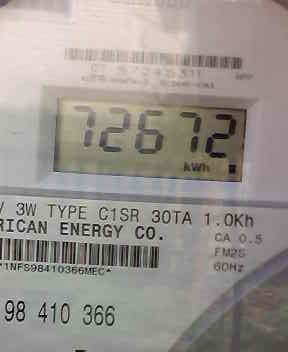 72672
kWh
V 3W TYPE C1SR 30TA 1.0Kh
RICAN ENERGY CO.
CA 0.5
FM2S
60Hz
*1NFS98410366MEC*
98 410 366